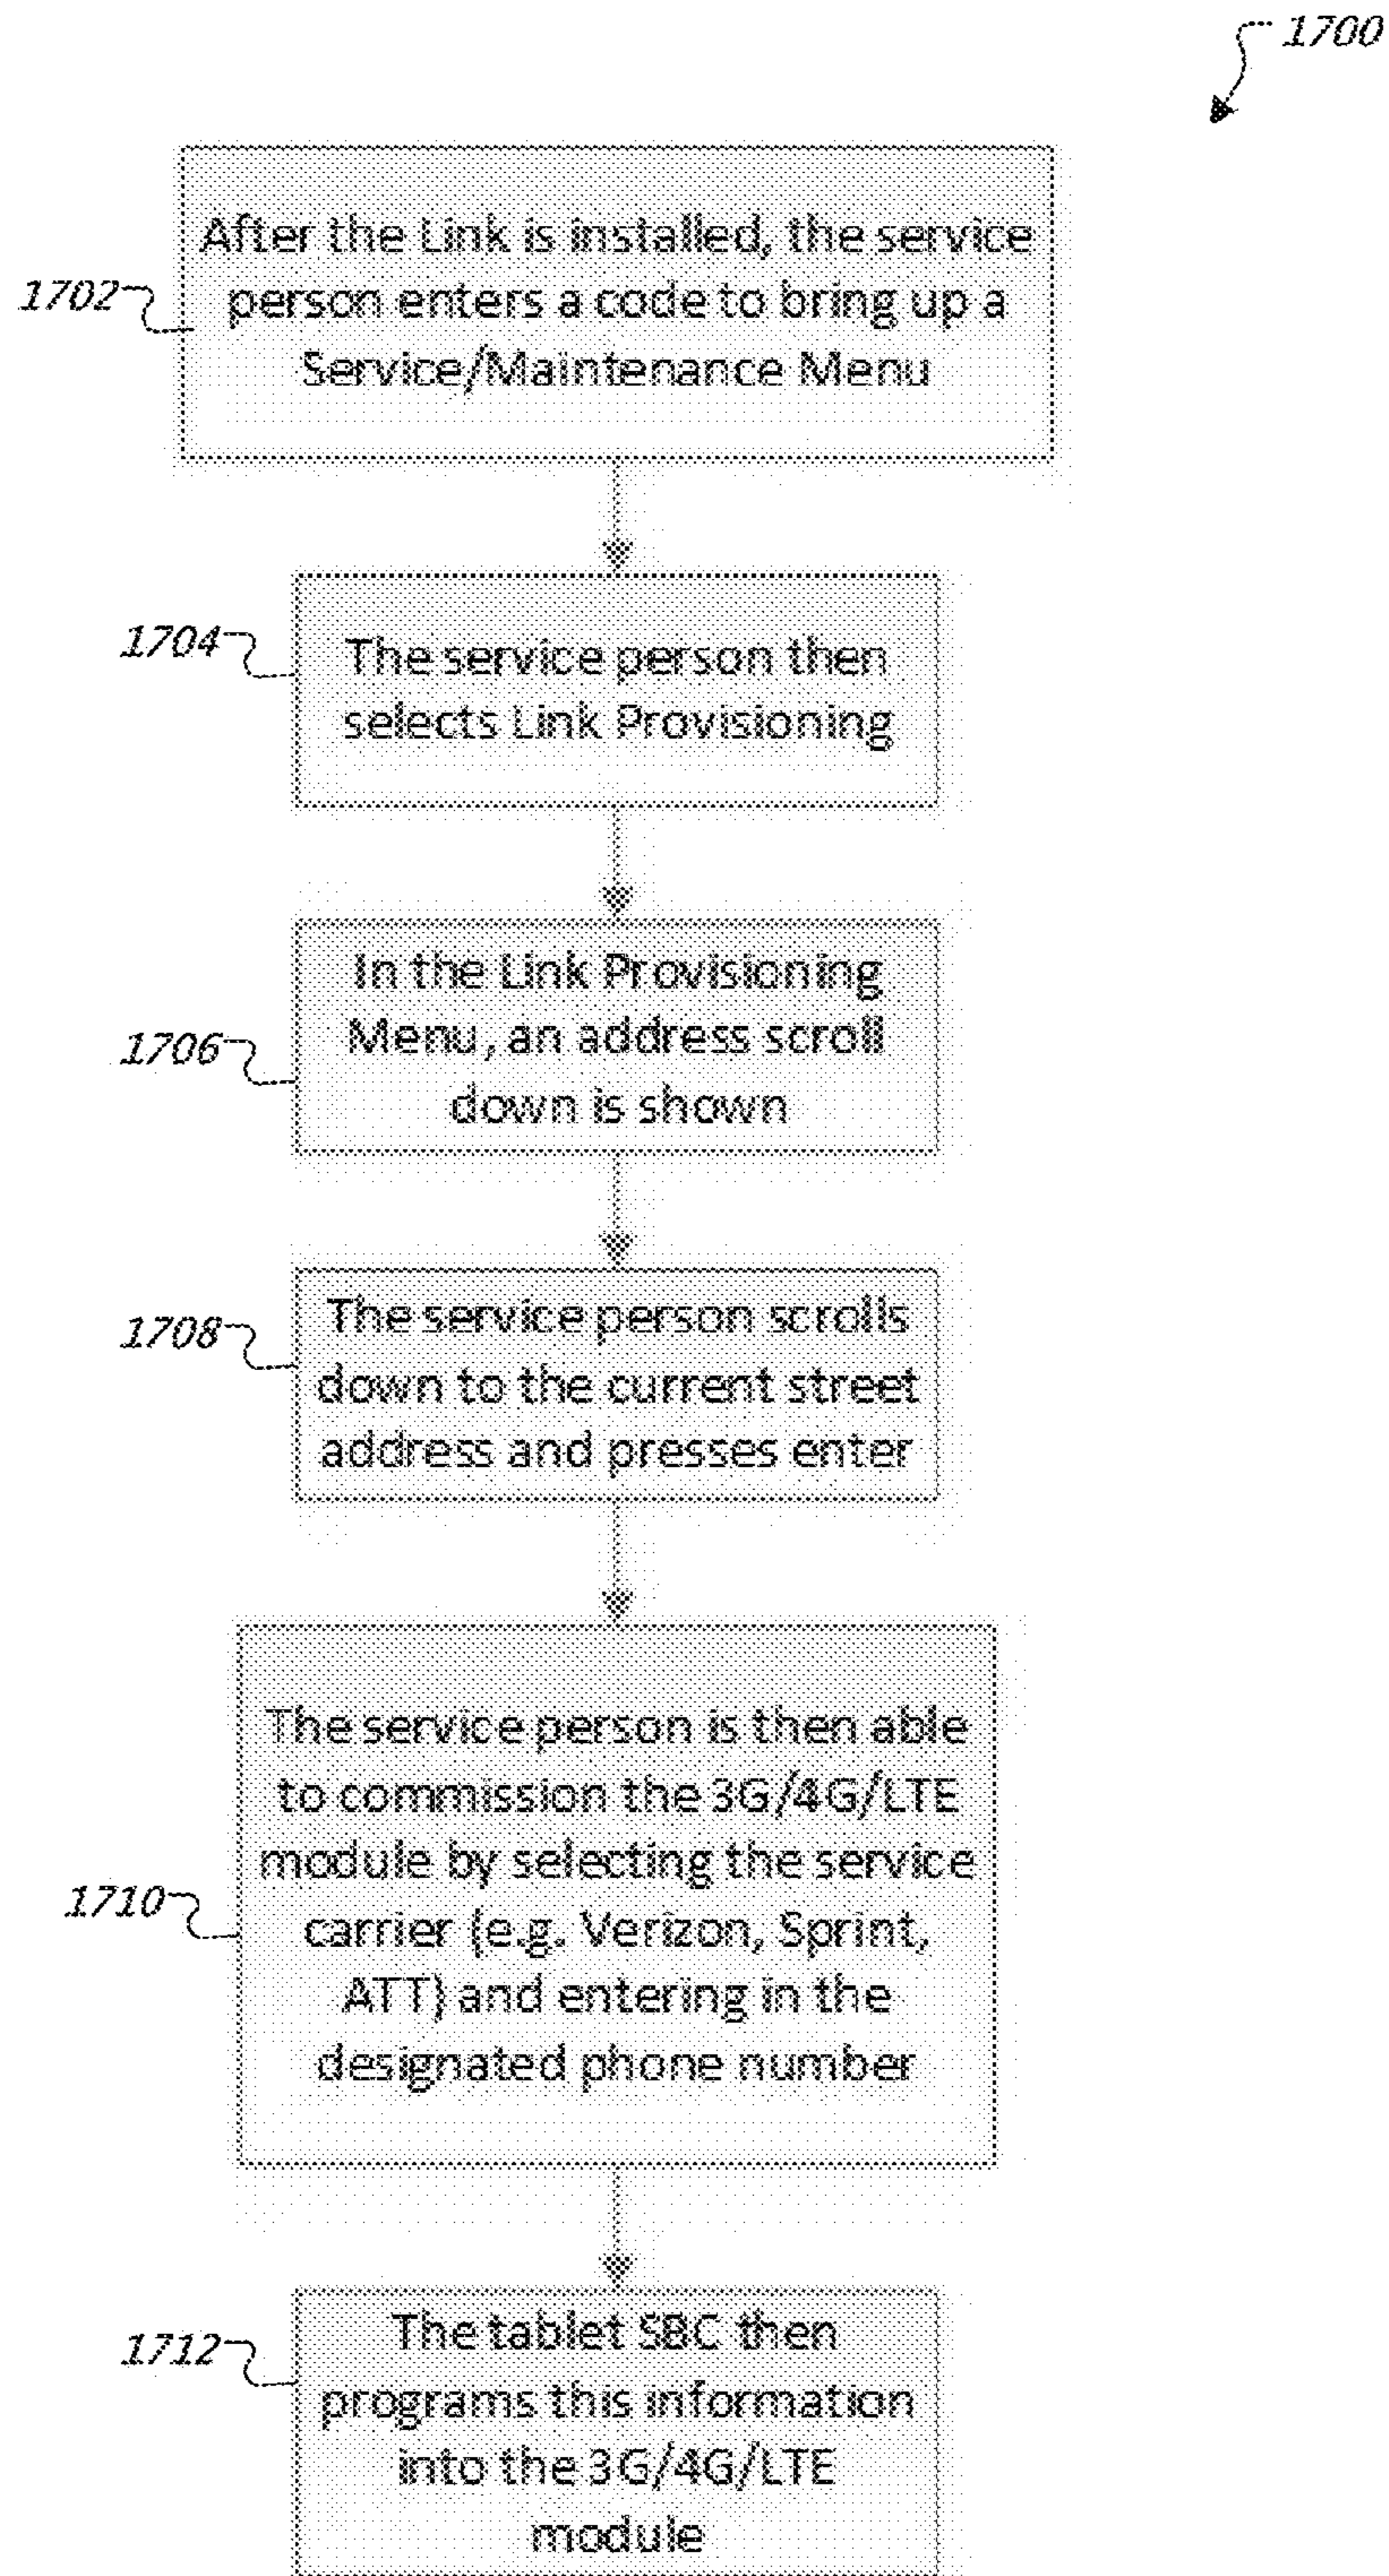 1700
After the Link is installed, the service
person enters a code to bring up a
Service/Maintenance Menu
1702
The service person then
selects Link Provisioning
1704
In the Link Provisioning
Menu, an address scroll
down is shown
1706
The service person scrolls
down to the current street
address and presses enter
1708
The service person is then able
to commission the 3G/4G/LTE
module by selecting the service
carrier (e.g. Verizon, Sprint,
ATT) and entering in the
designated phone number
1710
The tablet SBC then
programs this information
into the 3G/4G/LTE
module
1712